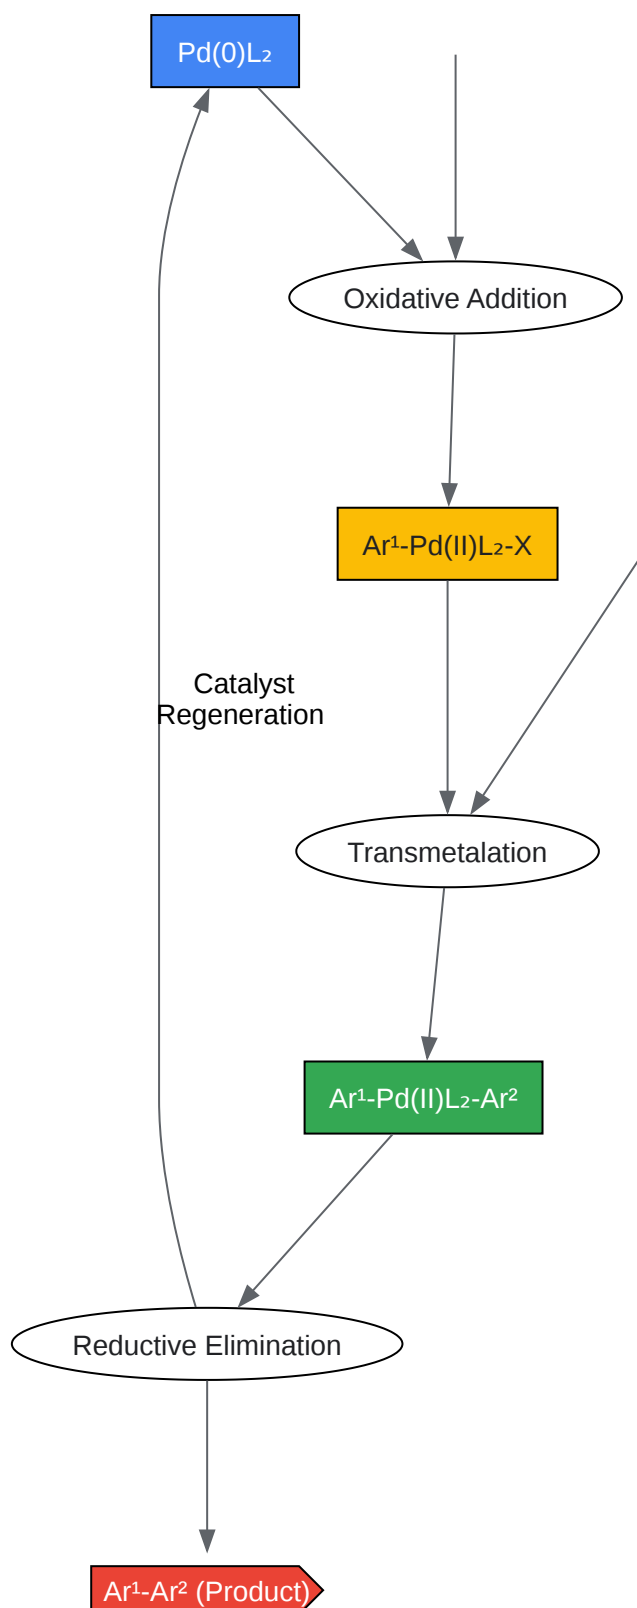 Pd(0)L₂
Oxidative Addition
Ar¹-Pd(II)L₂-X
Catalyst
Regeneration
Transmetalation
Ar¹-Pd(II)L₂-Ar²
Reductive Elimination
Ar¹-Ar² (Product)